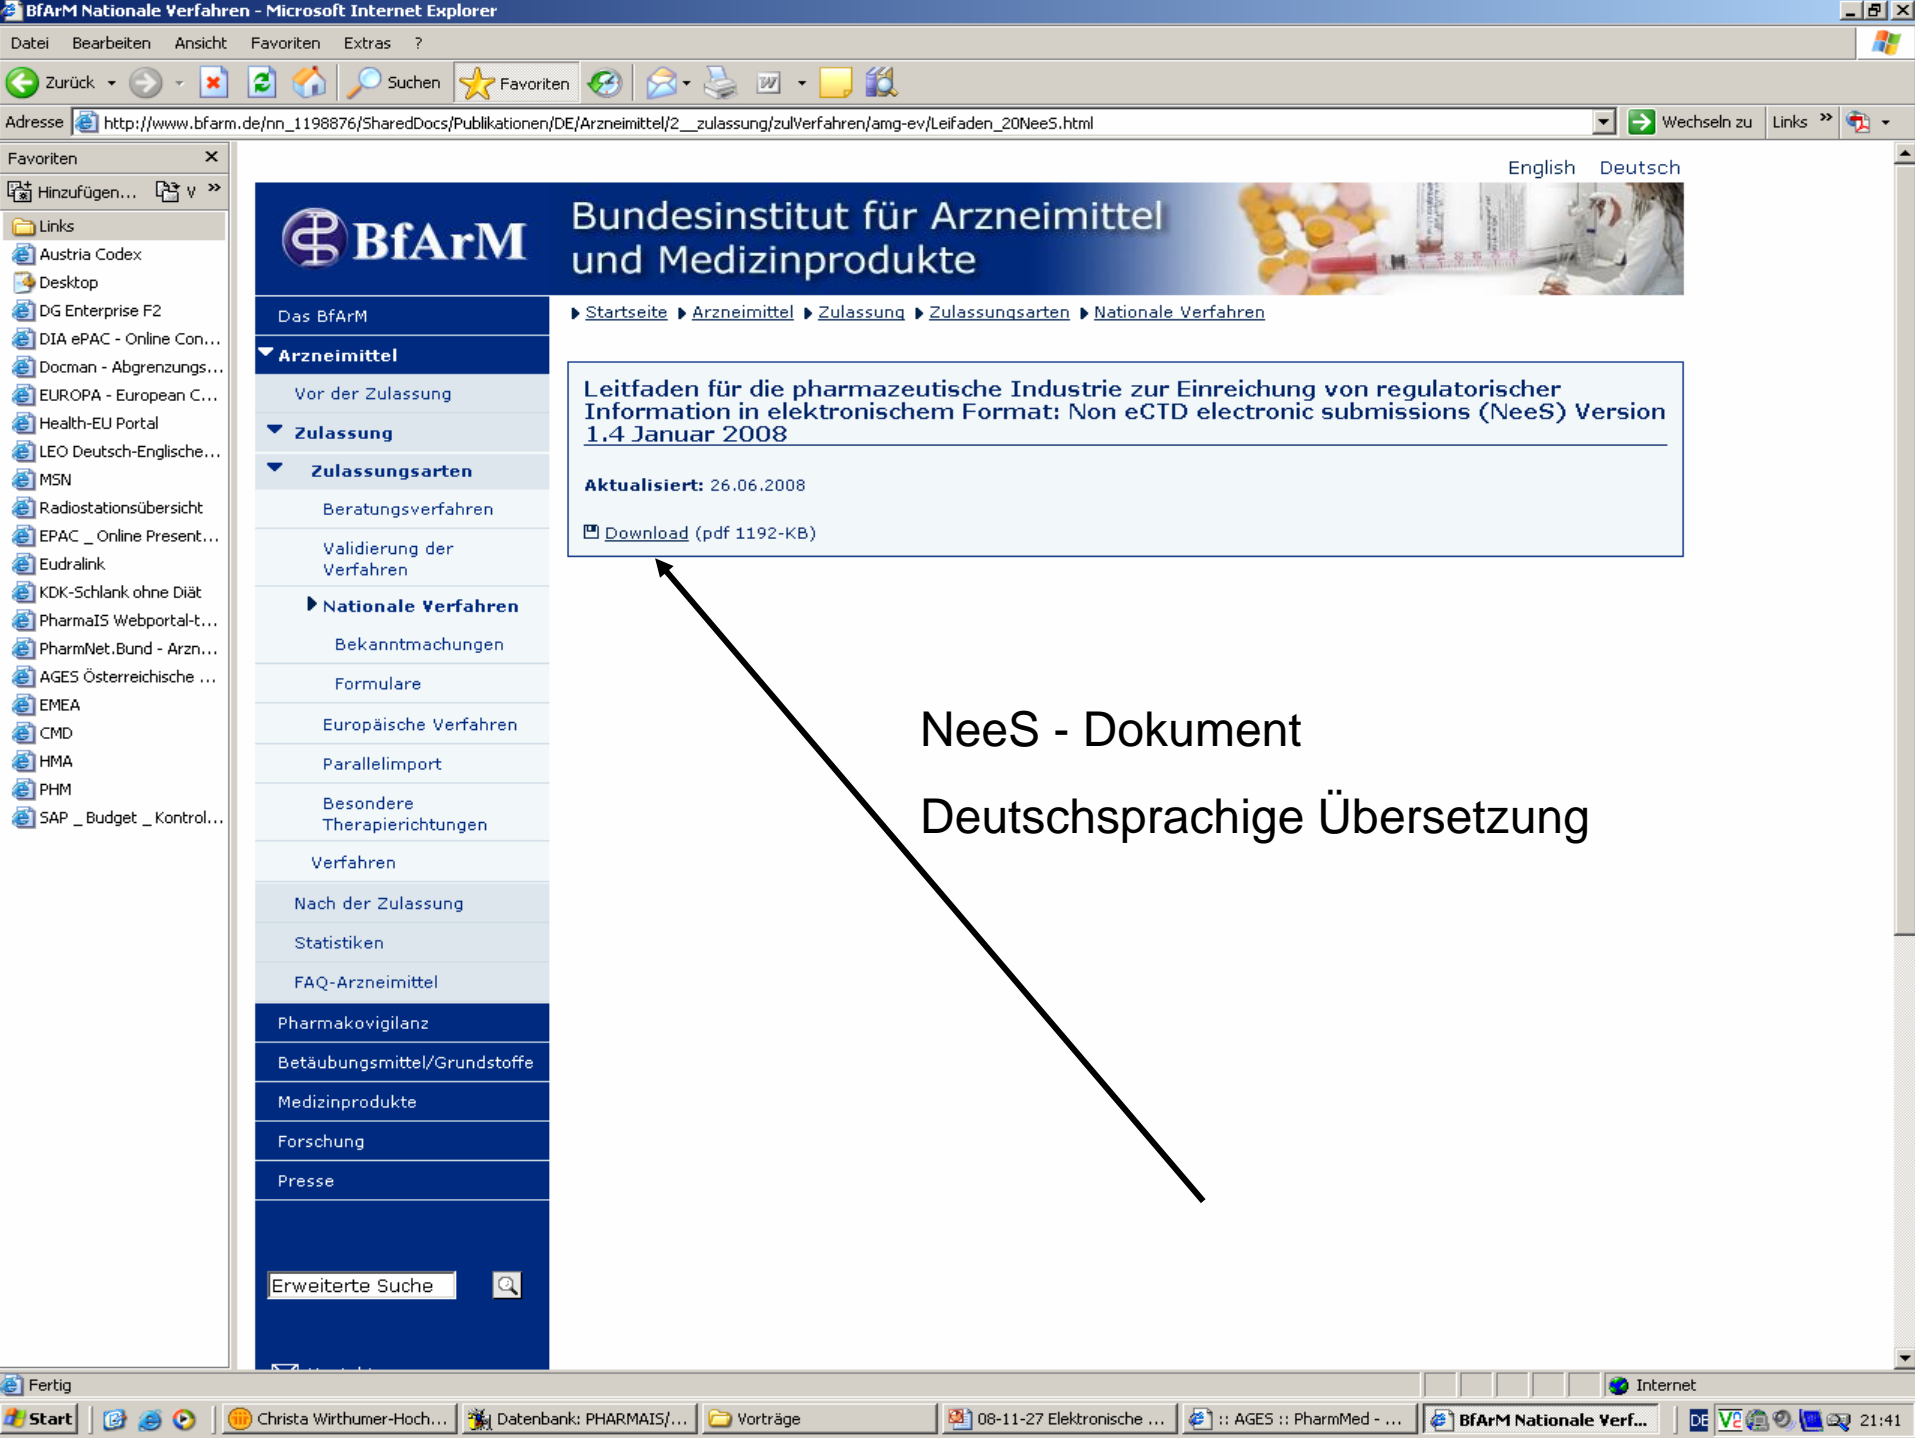 BfArM Nationale Verfahren - Microsoft Internet Explorer
Datei Bearbeiten Ansicht Favoriten Extras ?
Zurück Suchen Favoriten
Adresse http://www.bfarm.de/nn_1198876/SharedDocs/Publikationen/DE/Arzneimittel/2__zulassung/zulVerfahren/amg-ev/Leifaden_20NeeS.html Wechseln zu Links »
Favoriten
Hinzufügen... V »
Links
Austria Codex
Desktop
DG Enterprise F2
DIA ePAC - Online Con...
Docman - Abgrenzungs...
EUROPA - European C...
Health-EU Portal
LEO Deutsch-Englische...
MSN
Radiostationsübersicht
EPAC _ Online Present...
Eudralink
KDK-Schlank ohne Diät
PharmaIS Webportal-t...
PharmNet.Bund - Arzn...
AGES Österreichische ...
EMEA
CMD
HMA
PHM
SAP _ Budget _ Kontrol...
English Deutsch
BfArM
Bundesinstitut für Arzneimittel
und Medizinprodukte
Das BfArM
Arzneimittel
Vor der Zulassung
Zulassung
Zulassungsarten
Beratungsverfahren
Validierung der
Verfahren
Nationale Verfahren
Bekanntmachungen
Formulare
Europäische Verfahren
Parallelimport
Besondere
Therapierichtungen
Verfahren
Nach der Zulassung
Statistiken
FAQ-Arzneimittel
Pharmakovigilanz
Betäubungsmittel/Grundstoffe
Medizinprodukte
Forschung
Presse
Erweiterte Suche
Startseite Arzneimittel Zulassung Zulassungsarten Nationale Verfahren
Leitfaden für die pharmazeutische Industrie zur Einreichung von regulatorischer
Information in elektronischem Format: Non eCTD electronic submissions (NeeS) Version
1.4 Januar 2008
Aktualisiert: 26.06.2008
Download (pdf 1192-KB)
NeeS - Dokument
Deutschsprachige Übersetzung
Fertig Internet
Start Christa Wirthumer-Hoch... Datenbank: PHARMAIS/... Vorträge 08-11-27 Elektronische ... :: AGES :: PharmMed - ... BfArM Nationale Verf... DE 21:41